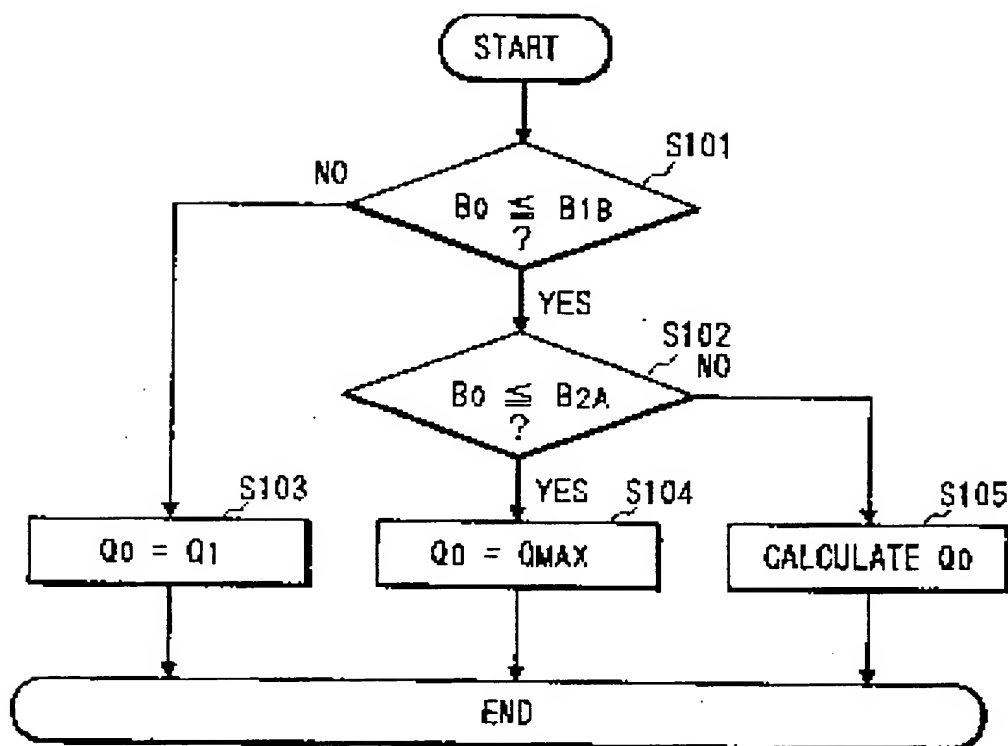 START
S101
NO
B0 ≦ B1B
?
YES
S102
NO
B0 ≦ B2A
?
YES
S103
S104
S105
Q0 = Q1
Q0 = QMAX
CALCULATE Q0
END